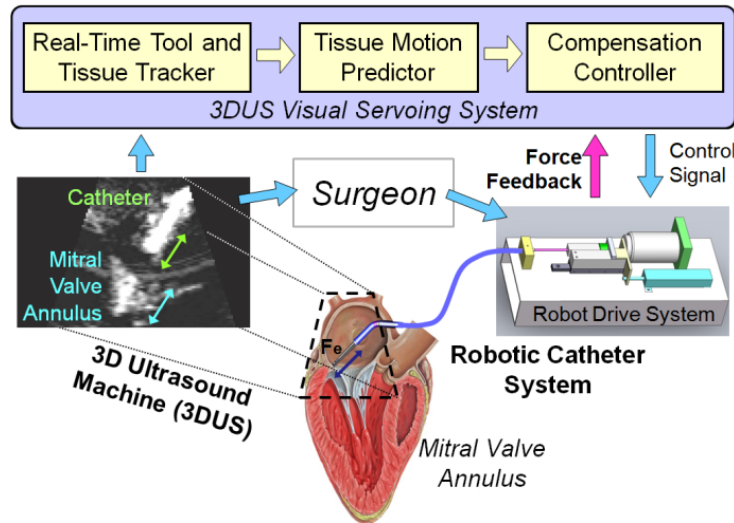 Real-Time Tool and
Tissue Tracker
Tissue Motion
Predictor
Compensation
Controller
3DUS Visual Servoing System
Force
Feedback
Control
Signal
Catheter
Mitral
Valve
Annulus
Surgeon
Robot Drive System
Fe
3D Ultrasound
Machine (3DUS)
Robotic Catheter
System
Mitral Valve
Annulus